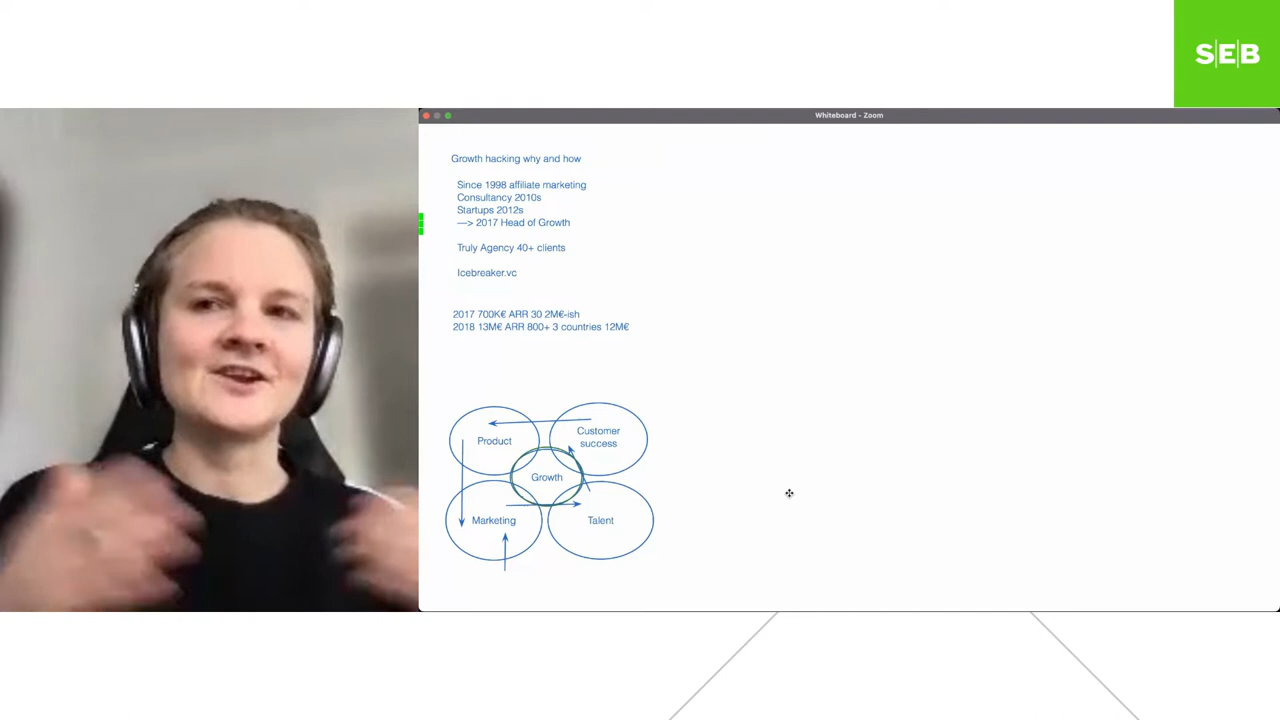 S|E|B
Whiteboard - Zoom
Growth hacking why and how
Since 1998 affiliate marketing
Consultancy 2010s
Startups 2012s
—> 2017 Head of Growth
Truly Agency 40+ clients
Icebreaker.vc
2017 700K€ ARR 30 2M€-ish
2018 13M€ ARR 800+ 3 countries 12M€
Product
Customer
success
Growth
Marketing
Talent